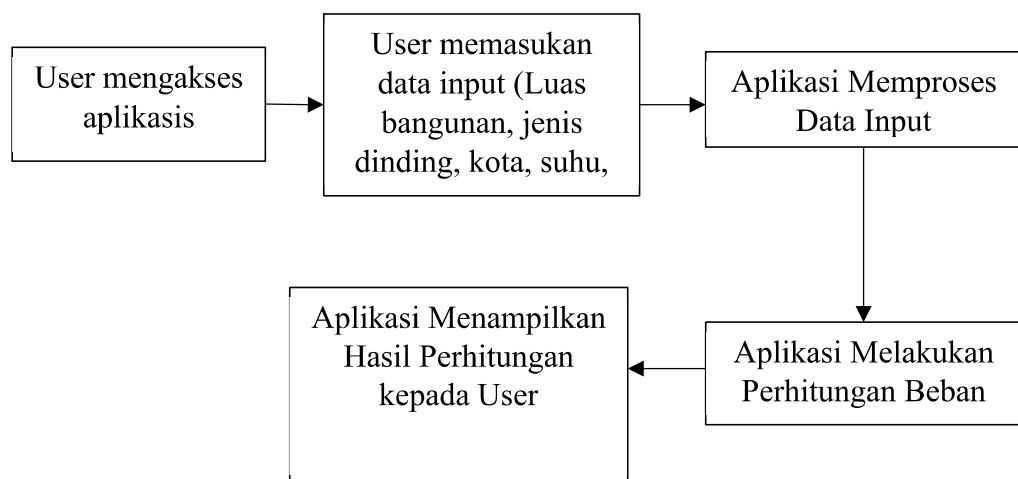 User mengakses
aplikasis
User memasukan
data input (Luas
bangunan, jenis
dinding, kota, suhu,
Aplikasi Memproses
Data Input
Aplikasi Melakukan
Perhitungan Beban
Aplikasi Menampilkan
Hasil Perhitungan
kepada User